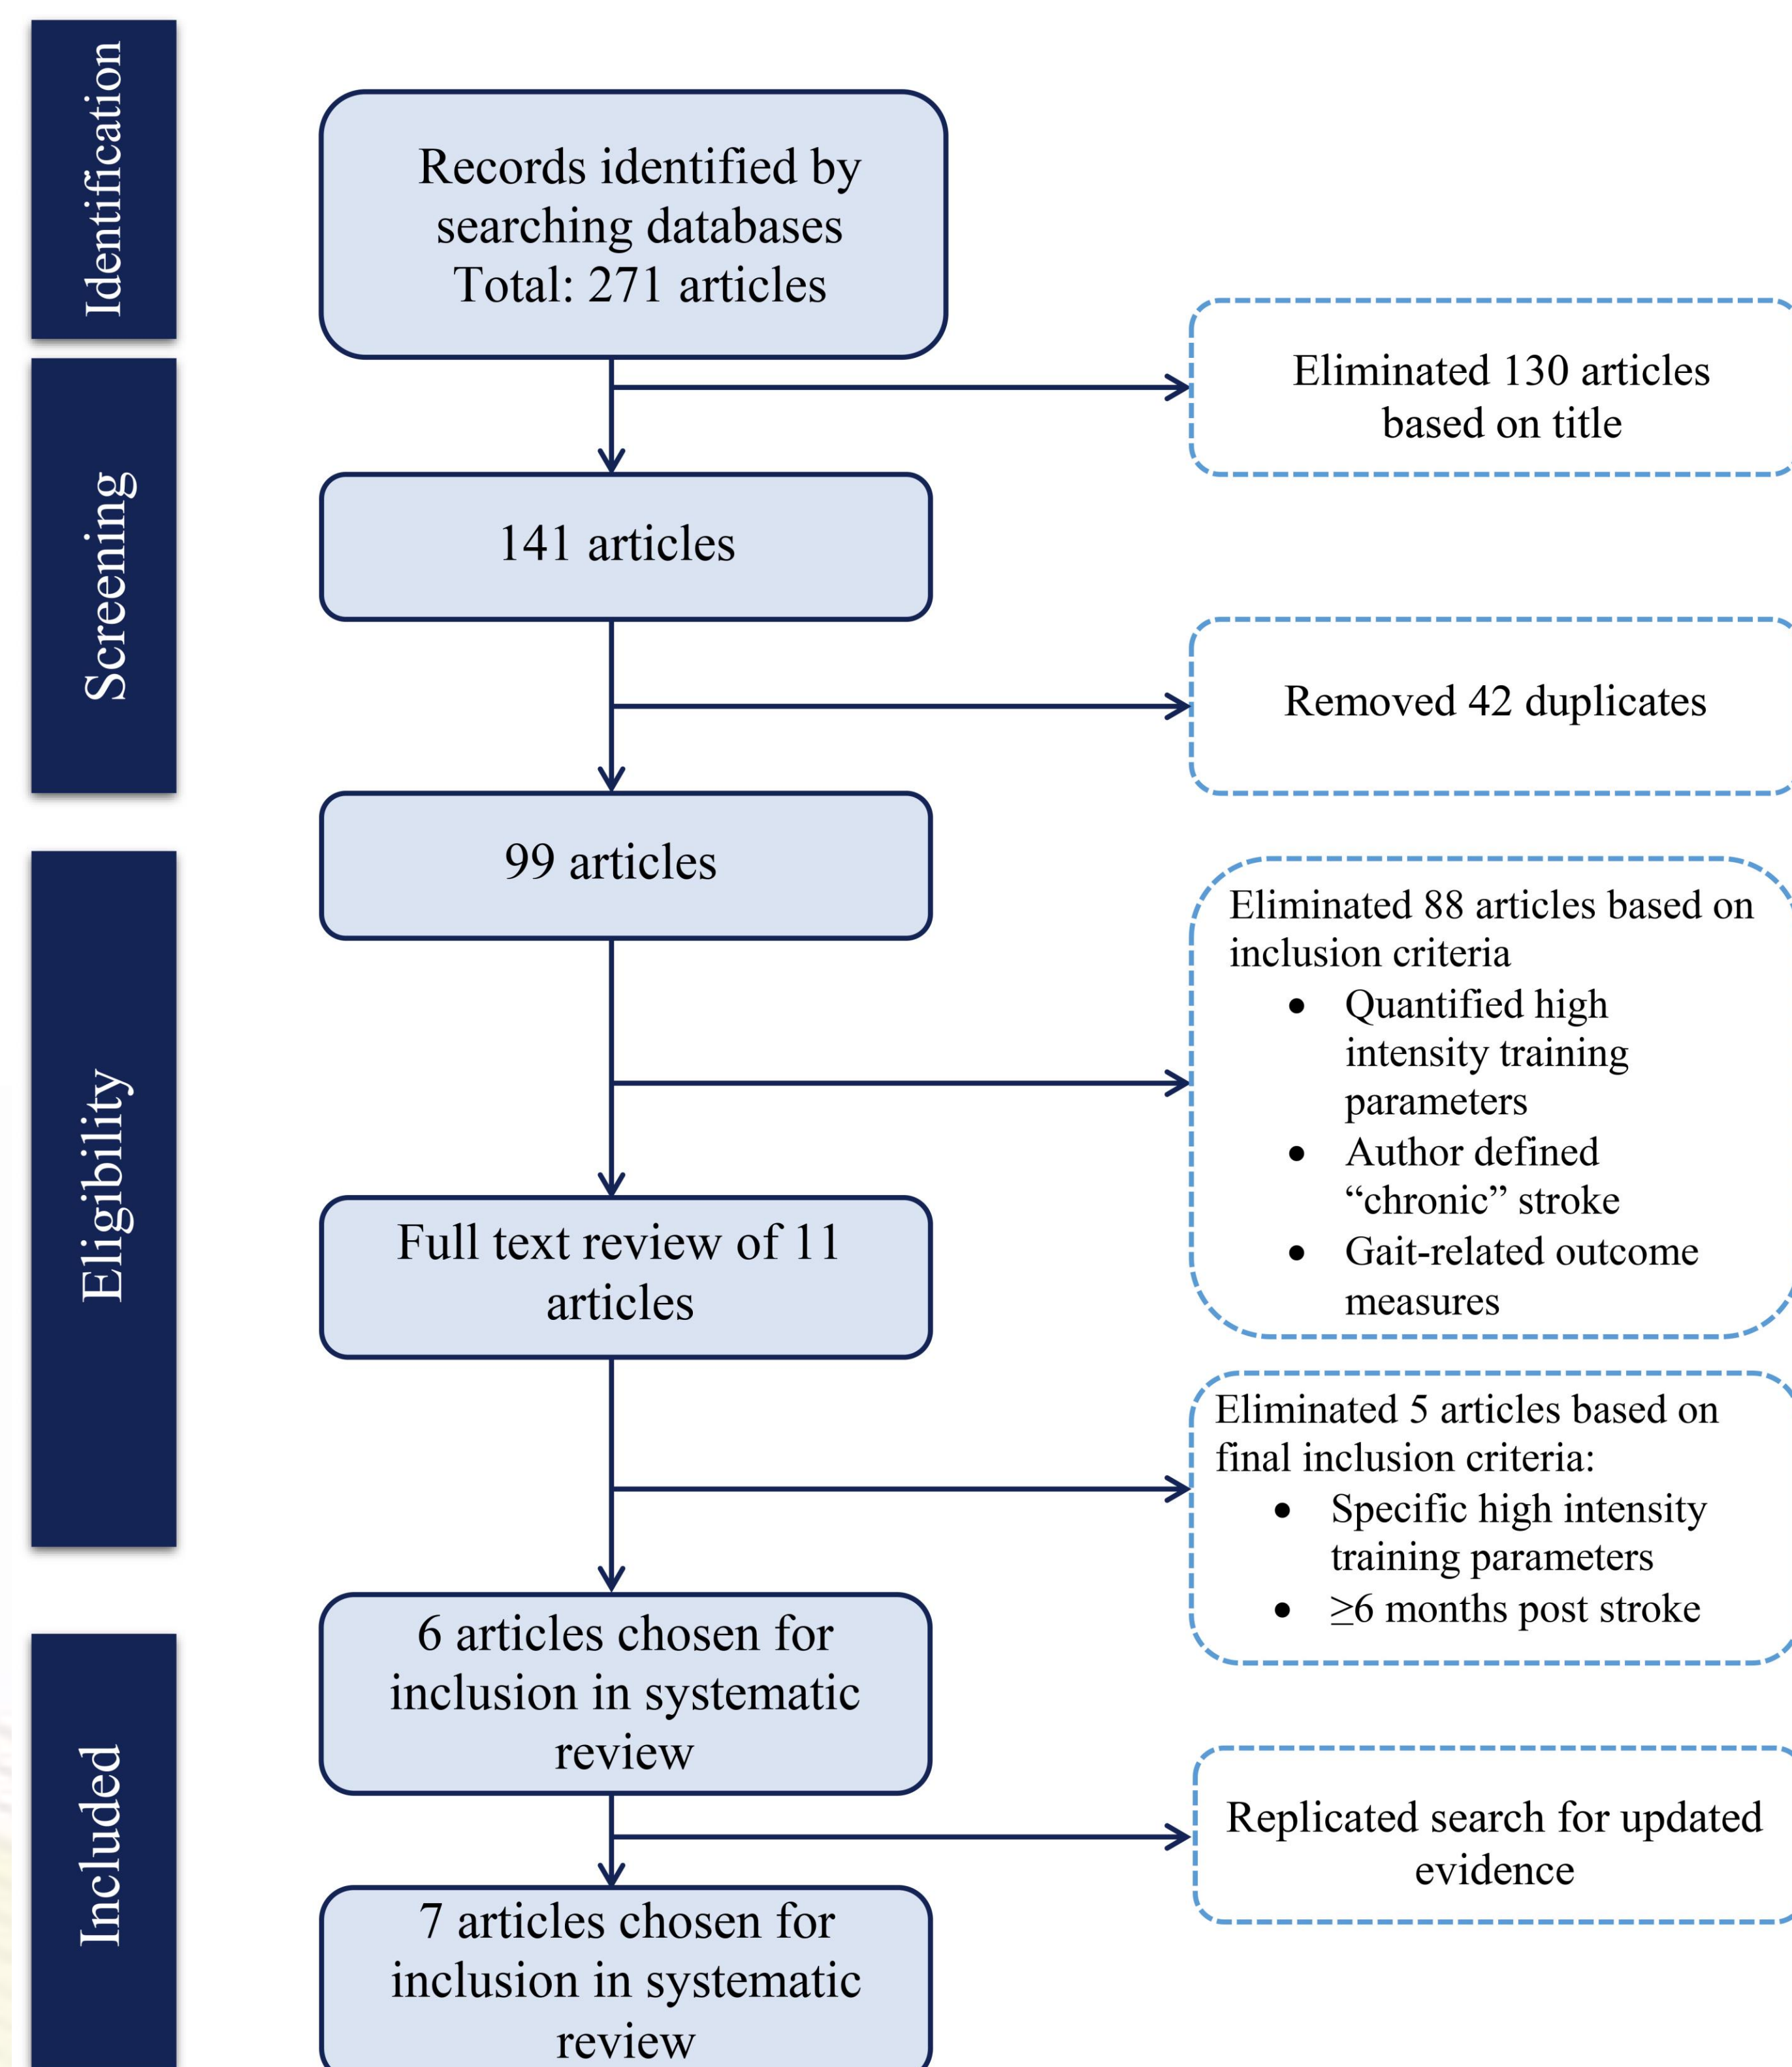 Identification
Records identified by
searching databases
Total: 271 articles
Eliminated 130 articles
based on title
Screening
141 articles
Removed 42 duplicates
99 articles
Eligibility
Eliminated 88 articles based on
inclusion criteria
• Quantified high
intensity training
parameters
• Author defined
“chronic” stroke
• Gait-related outcome
measures
Full text review of 11
articles
Eliminated 5 articles based on
final inclusion criteria:
• Specific high intensity
training parameters
• ≥6 months post stroke
Included
6 articles chosen for
inclusion in systematic
review
Replicated search for updated
evidence
7 articles chosen for
inclusion in systematic
review